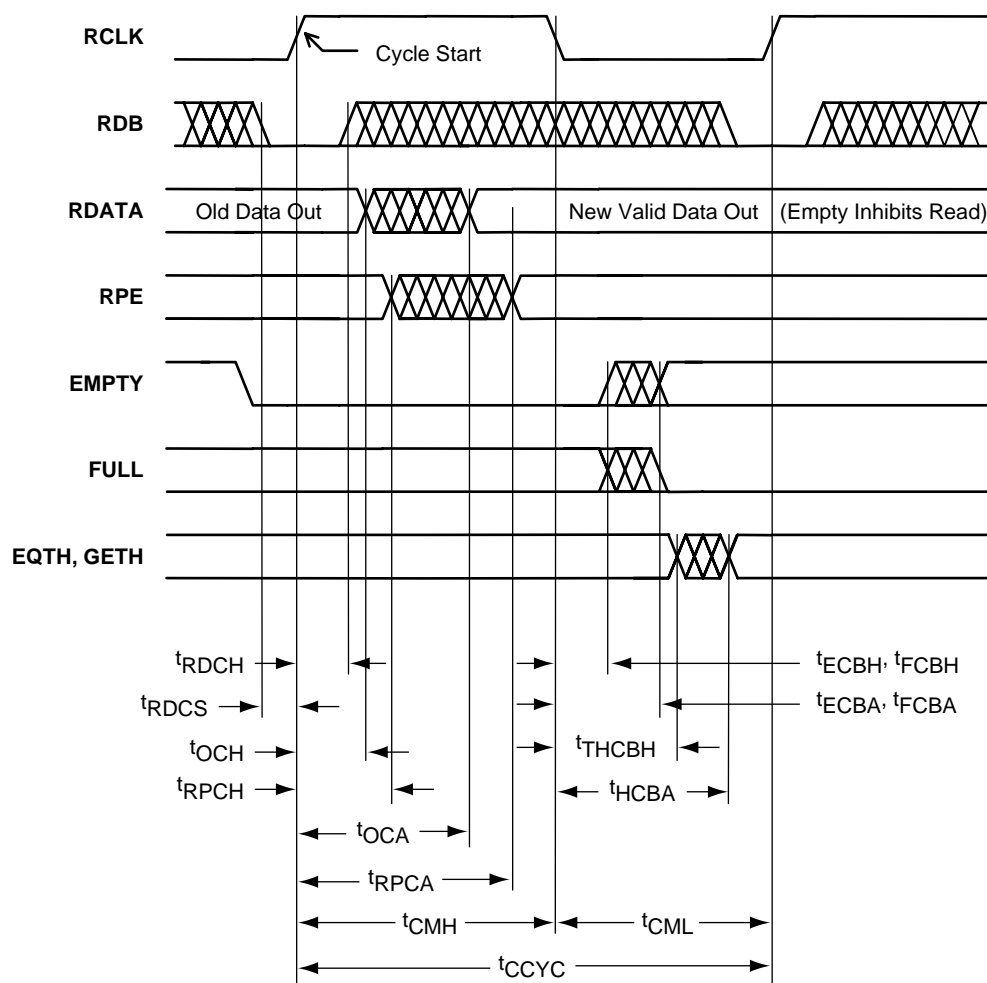 RCLK
Cycle Start
RDB
RDATA Old Data Out New Valid Data Out (Empty Inhibits Read)
RPE
EMPTY
FULL
EQTH, GETH
tRDCH tECBH, tFCBH
tRDCS tECBA, tFCBA
tOCH tTHCBH
tRPCH tHCBA
tOCA
tRPCA
tCMH tCML
tCCYC